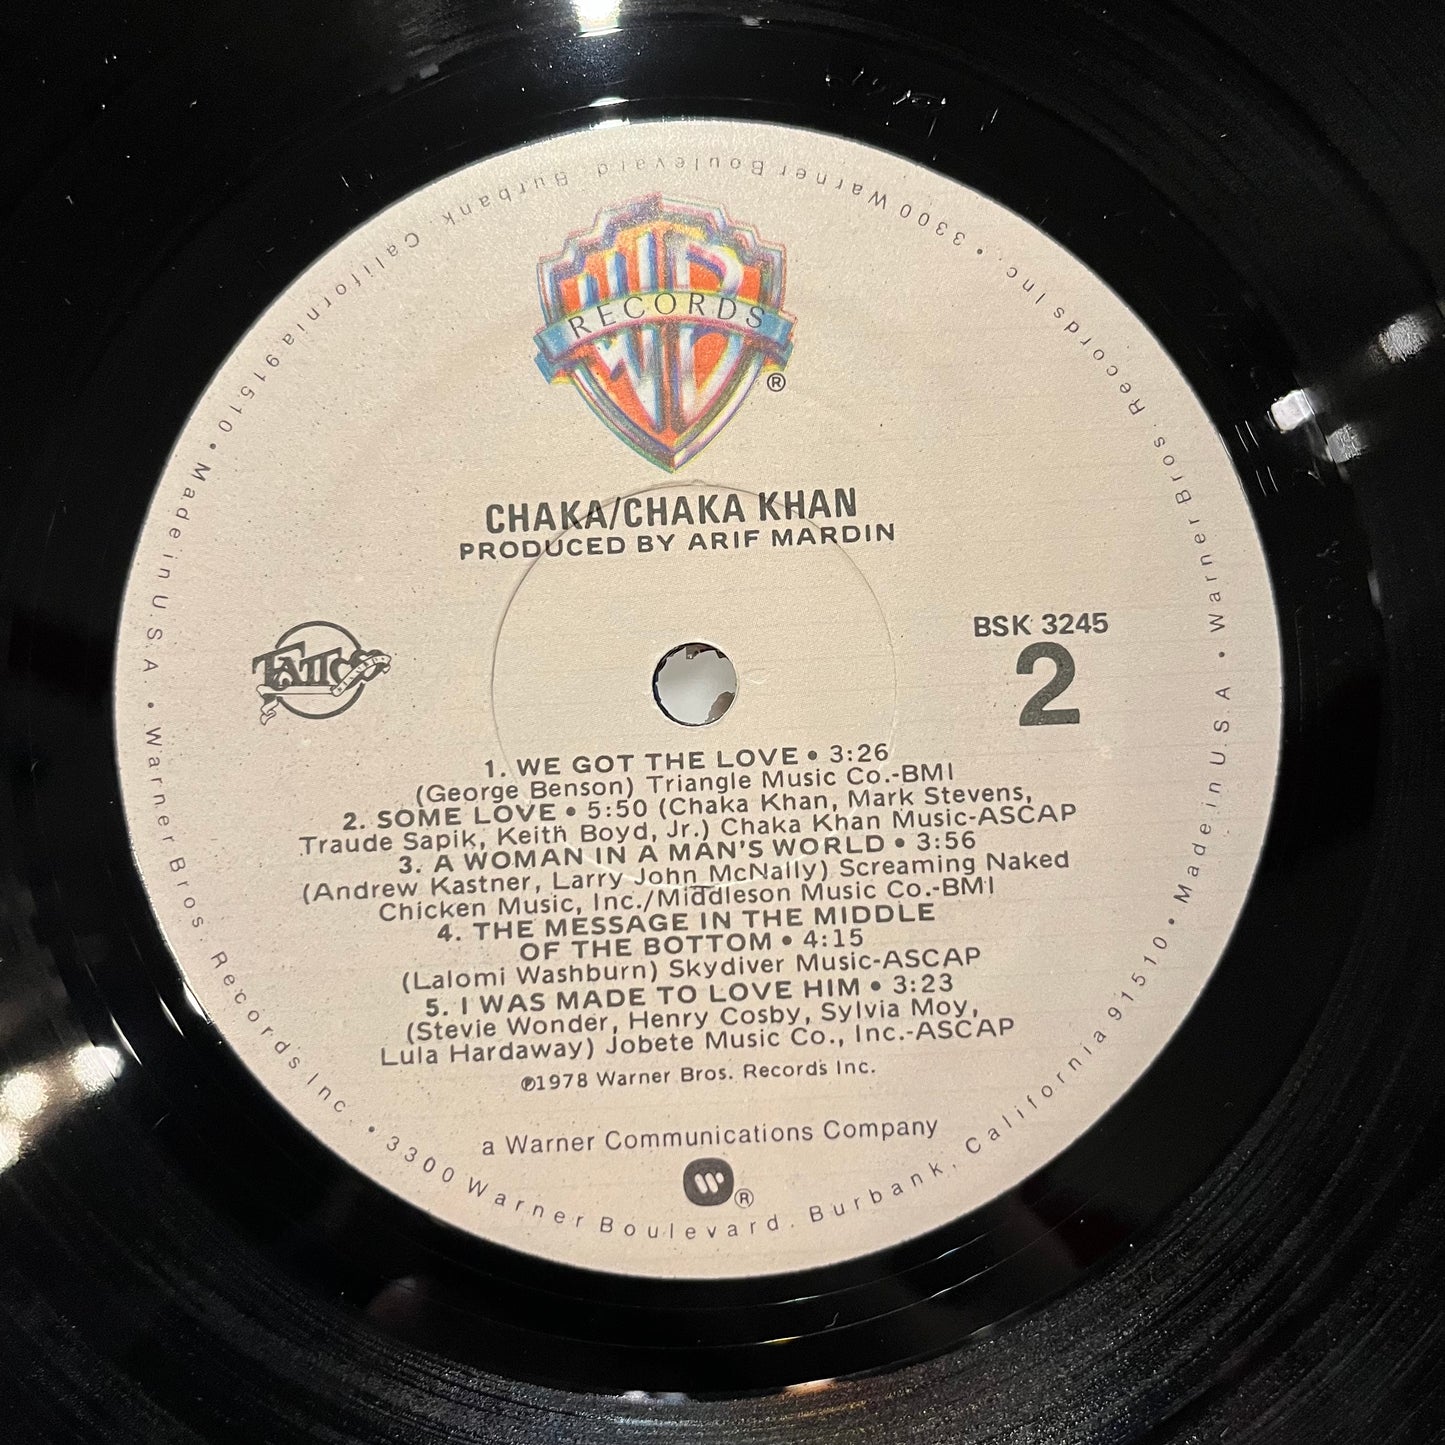 WB
RECORDS
®
CHAKA/CHAKA KHAN
PRODUCED BY ARIF MARDIN
TATTOO
BSK 3245
2
1. WE GOT THE LOVE • 3:26
(George Benson) Triangle Music Co.-BMI
2. SOME LOVE • 5:50 (Chaka Khan, Mark Stevens,
Traude Sapik, Keith Boyd, Jr.) Chaka Khan Music-ASCAP
3. A WOMAN IN A MAN'S WORLD • 3:56
(Andrew Kastner, Larry John McNally) Screaming Naked
Chicken Music, Inc./Middleson Music Co.-BMI
4. THE MESSAGE IN THE MIDDLE
OF THE BOTTOM • 4:15
(Lalomi Washburn) Skydiver Music-ASCAP
5. I WAS MADE TO LOVE HIM • 3:23
(Stevie Wonder, Henry Cosby, Sylvia Moy,
Lula Hardaway) Jobete Music Co., Inc.-ASCAP
℗1978 Warner Bros. Records Inc.
a Warner Communications Company
®
Warner Bros. Records Inc. • 3300 Warner Boulevard, Burbank, California 91510 • Made in U.S.A. •
Warner Bros. Records Inc. • 3300 Warner Boulevard, Burbank, California 91510 • Made in U.S.A. •